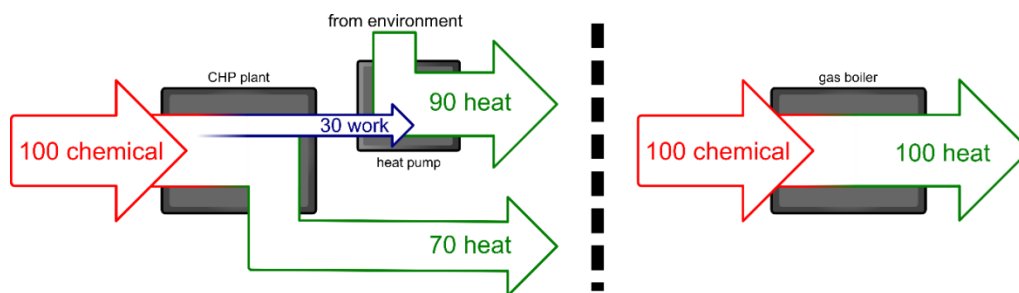 from environment
CHP plant
gas boiler
90 heat
30 work
100 chemical
heat pump
100 chemical
100 heat
70 heat